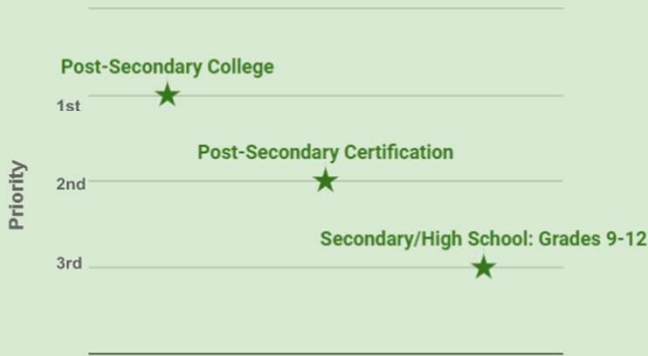 Post-Secondary College
1st
Post-Secondary Certification
2nd
Secondary/High School: Grades 9-12
3rd
Priority